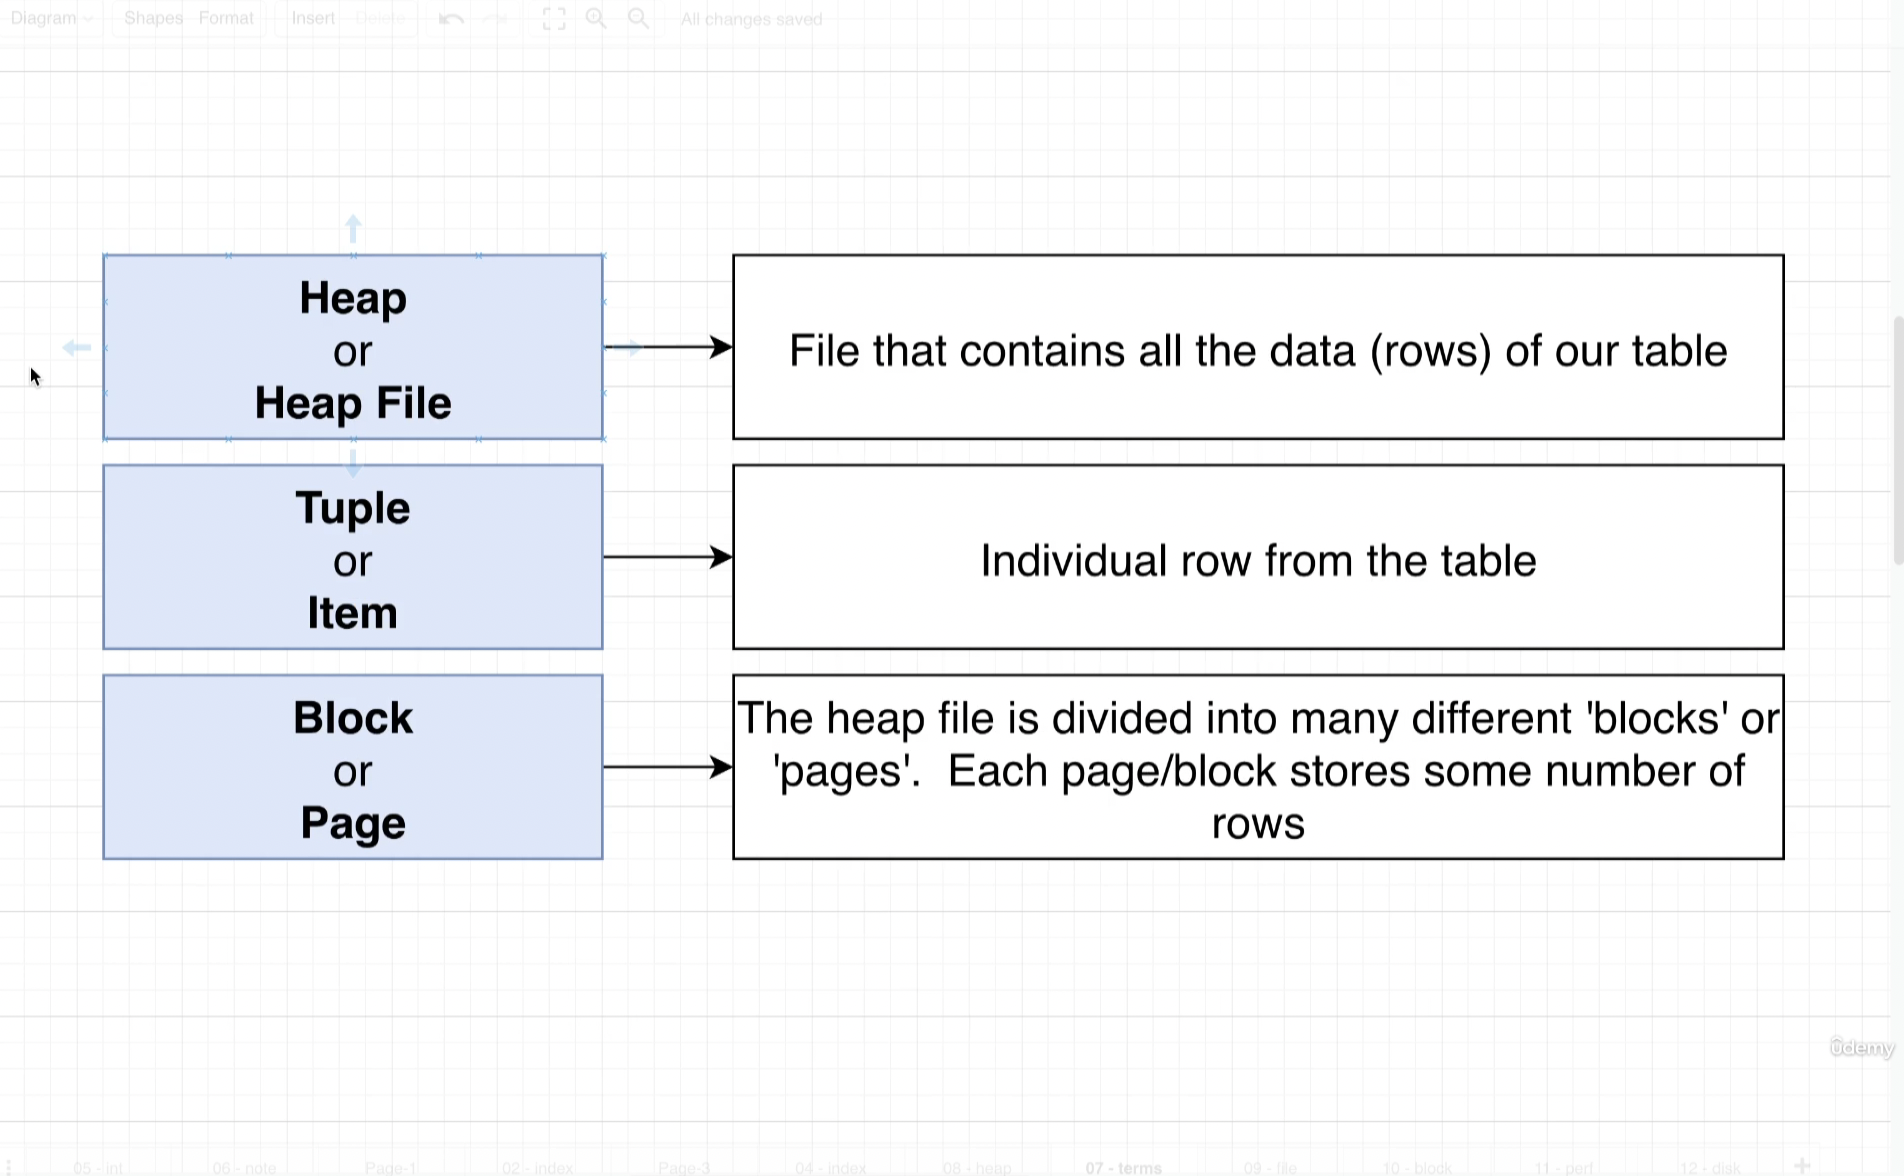 Diagram Shapes Format Insert Delete All changes saved
Heap
or
Heap File
File that contains all the data (rows) of our table
Tuple
or
Item
Individual row from the table
Block
or
Page
The heap file is divided into many different 'blocks' or
'pages'.  Each page/block stores some number of
rows
ûdemy
05 - int 06 - note Page-1 02 - index Page-3 04 - index 08 - heap 07 - terms 09 - file 10 - block 11 - perf 12 - disk